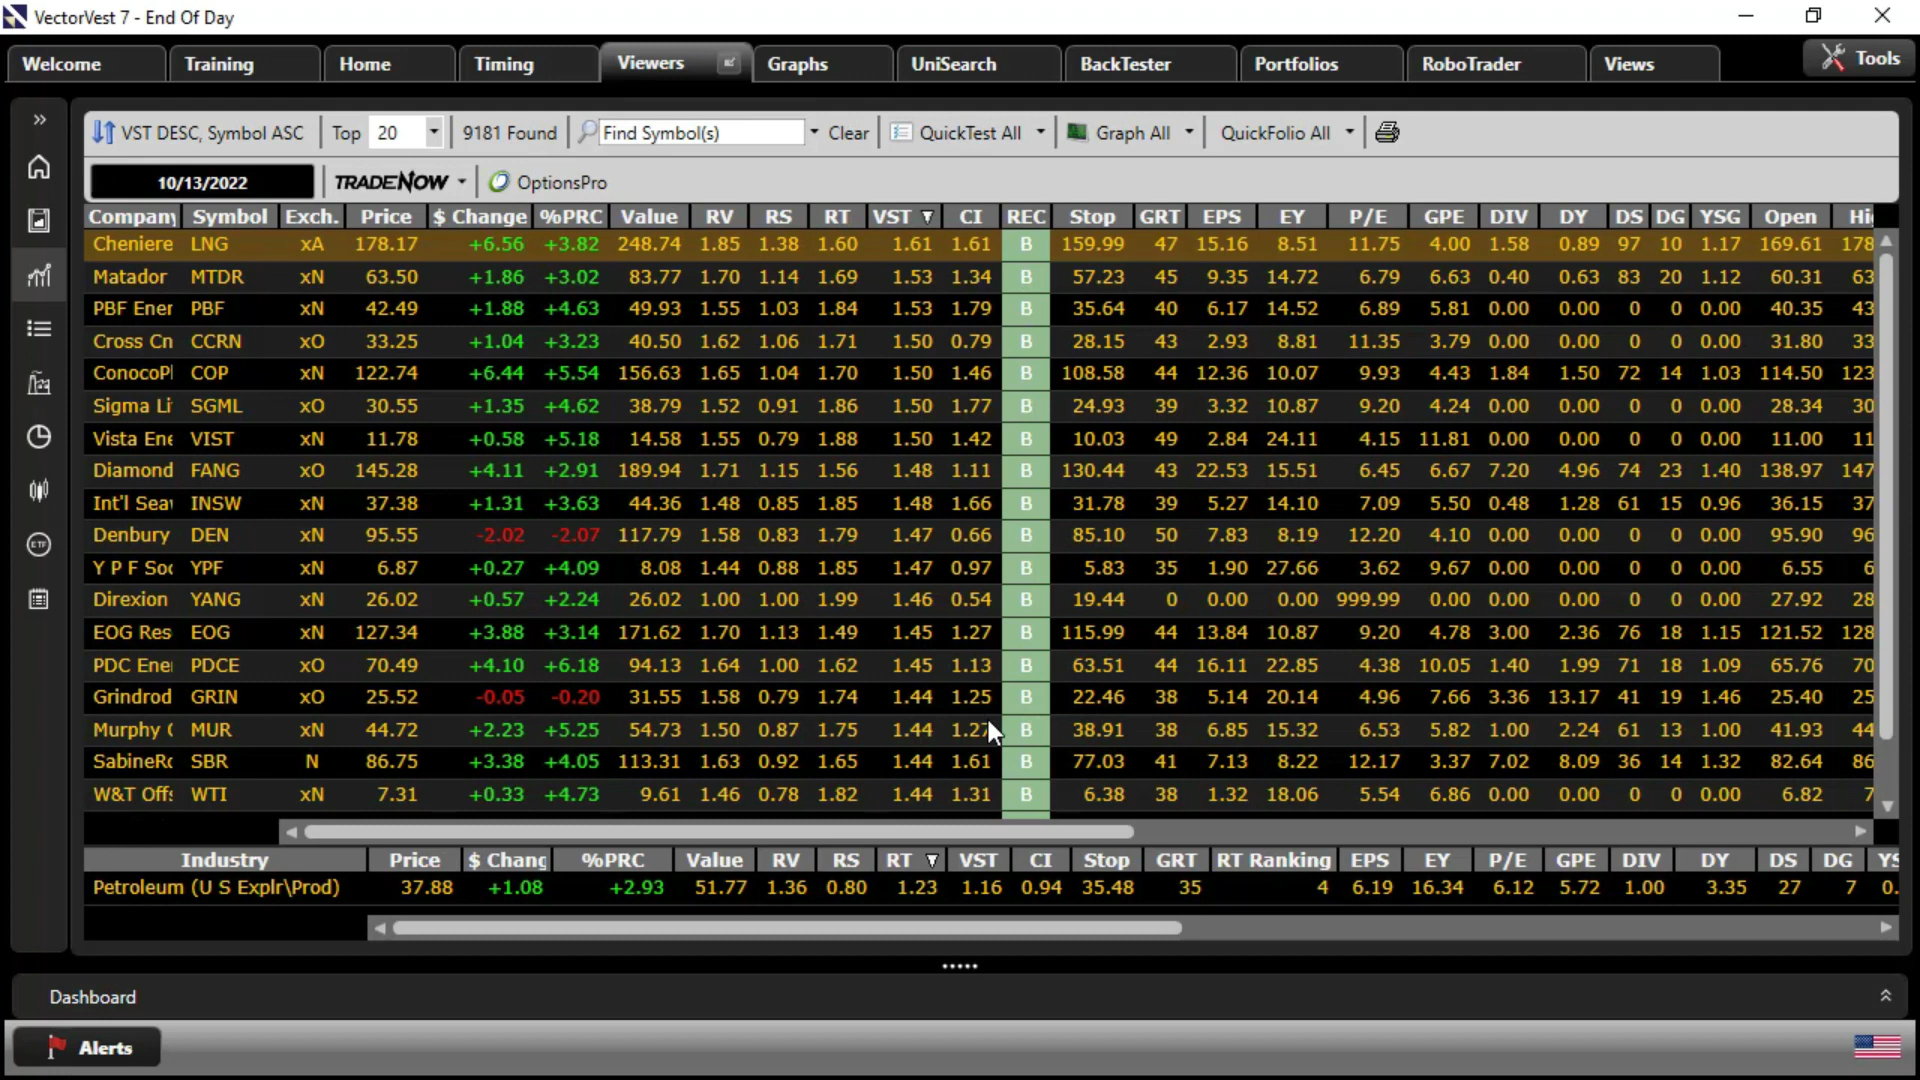 VectorVest 7 - End Of Day
Welcome Training Home Timing Viewers Graphs UniSearch BackTester Portfolios RoboTrader Views Tools
VST DESC, Symbol ASC Top 20 9181 Found Find Symbol(s) Clear QuickTest All Graph All QuickFolio All
10/13/2022 TRADENOW OptionsPro
Company Symbol Exch. Price $ Change %PRC Value RV RS RT VST CI REC Stop GRT EPS EY P/E GPE DIV DY DS DG YSG Open Hi
Cheniere LNG xA 178.17 +6.56 +3.82 248.74 1.85 1.38 1.60 1.61 1.61 B 159.99 47 15.16 8.51 11.75 4.00 1.58 0.89 97 10 1.17 169.61 178
Matador MTDR xN 63.50 +1.86 +3.02 83.77 1.70 1.14 1.69 1.53 1.34 B 57.23 45 9.35 14.72 6.79 6.63 0.40 0.63 83 20 1.12 60.31 63
PBF Ener PBF xN 42.49 +1.88 +4.63 49.93 1.55 1.03 1.84 1.53 1.79 B 35.64 40 6.17 14.52 6.89 5.81 0.00 0.00 0 0 0.00 40.35 43
Cross Cn CCRN xO 33.25 +1.04 +3.23 40.50 1.62 1.06 1.71 1.50 0.79 B 28.15 43 2.93 8.81 11.35 3.79 0.00 0.00 0 0 0.00 31.80 33
ConocoPl COP xN 122.74 +6.44 +5.54 156.63 1.65 1.04 1.70 1.50 1.46 B 108.58 44 12.36 10.07 9.93 4.43 1.84 1.50 72 14 1.03 114.50 123
Sigma Li SGML xO 30.55 +1.35 +4.62 38.79 1.52 0.91 1.86 1.50 1.77 B 24.93 39 3.32 10.87 9.20 4.24 0.00 0.00 0 0 0.00 28.34 30
Vista Ene VIST xN 11.78 +0.58 +5.18 14.58 1.55 0.79 1.88 1.50 1.42 B 10.03 49 2.84 24.11 4.15 11.81 0.00 0.00 0 0 0.00 11.00 11
Diamond FANG xO 145.28 +4.11 +2.91 189.94 1.71 1.15 1.56 1.48 1.11 B 130.44 43 22.53 15.51 6.45 6.67 7.20 4.96 74 23 1.40 138.97 147
Int'l Sea INSW xN 37.38 +1.31 +3.63 44.36 1.48 0.85 1.85 1.48 1.66 B 31.78 39 5.27 14.10 7.09 5.50 0.48 1.28 61 15 0.96 36.15 37
Denbury DEN xN 95.55 -2.02 -2.07 117.79 1.58 0.83 1.79 1.47 0.66 B 85.10 50 7.83 8.19 12.20 4.10 0.00 0.00 0 0 0.00 95.90 96
Y P F Soc YPF xN 6.87 +0.27 +4.09 8.08 1.44 0.88 1.85 1.47 0.97 B 5.83 35 1.90 27.66 3.62 9.67 0.00 0.00 0 0 0.00 6.55 6
Direxion YANG xN 26.02 +0.57 +2.24 26.02 1.00 1.00 1.99 1.46 0.54 B 19.44 0 0.00 0.00 999.99 0.00 0.00 0.00 0 0 0.00 27.92 28
EOG Res EOG xN 127.34 +3.88 +3.14 171.62 1.70 1.13 1.49 1.45 1.27 B 115.99 44 13.84 10.87 9.20 4.78 3.00 2.36 76 18 1.15 121.52 128
PDC Ene PDCE xO 70.49 +4.10 +6.18 94.13 1.64 1.00 1.62 1.45 1.13 B 63.51 44 16.11 22.85 4.38 10.05 1.40 1.99 71 18 1.09 65.76 70
Grindrod GRIN xO 25.52 -0.05 -0.20 31.55 1.58 0.79 1.74 1.44 1.25 B 22.46 38 5.14 20.14 4.96 7.66 3.36 13.17 41 19 1.46 25.40 25
Murphy MUR xN 44.72 +2.23 +5.25 54.73 1.50 0.87 1.75 1.44 1.27 B 38.91 38 6.85 15.32 6.53 5.82 1.00 2.24 61 13 1.00 41.93 44
SabineRo SBR N 86.75 +3.38 +4.05 113.31 1.63 0.92 1.65 1.44 1.61 B 77.03 41 7.13 8.22 12.17 3.37 7.02 8.09 36 14 1.32 82.64 86
W&T Offs WTI xN 7.31 +0.33 +4.73 9.61 1.46 0.78 1.82 1.44 1.31 B 6.38 38 1.32 18.06 5.54 6.86 0.00 0.00 0 0 0.00 6.82 7
Industry Price $ Chang %PRC Value RV RS RT VST CI Stop GRT RT Ranking EPS EY P/E GPE DIV DY DS DG YS
Petroleum (U S Explr\Prod) 37.88 +1.08 +2.93 51.77 1.36 0.80 1.23 1.16 0.94 35.48 35 4 6.19 16.34 6.12 5.72 1.00 3.35 27 7 0.
Dashboard
Alerts